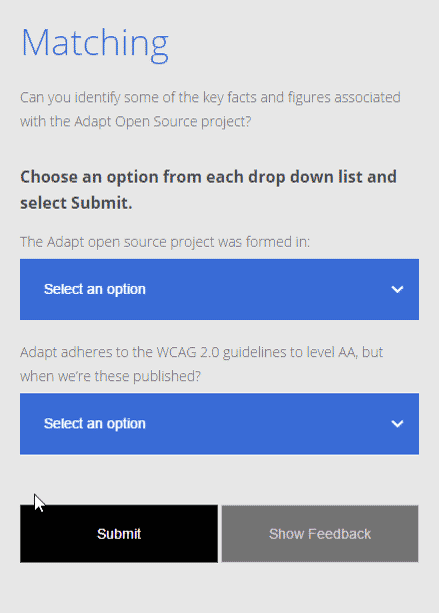 Matching
Can you identify some of the key facts and figures associated
with the Adapt Open Source project?
Choose an option from each drop down list and
select Submit.
The Adapt open source project was formed in:
Select an option
Adapt adheres to the WCAG 2.0 guidelines to level AA, but
when we’re these published?
Select an option
Submit
Show Feedback